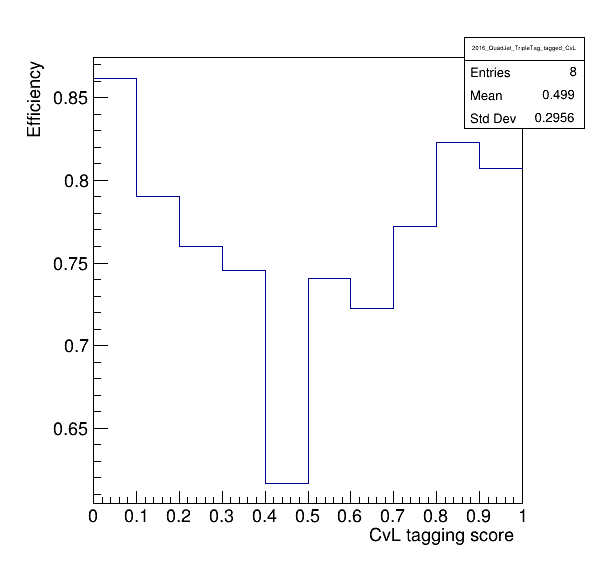 2016_QuadJet_TripleTag_tagged_CvL
Entries 8
Mean 0.499
Std Dev 0.2956
Efficiency
0.85
0.8
0.75
0.7
0.65
0 0.1 0.2 0.3 0.4 0.5 0.6 0.7 0.8 0.9 1
CvL tagging score